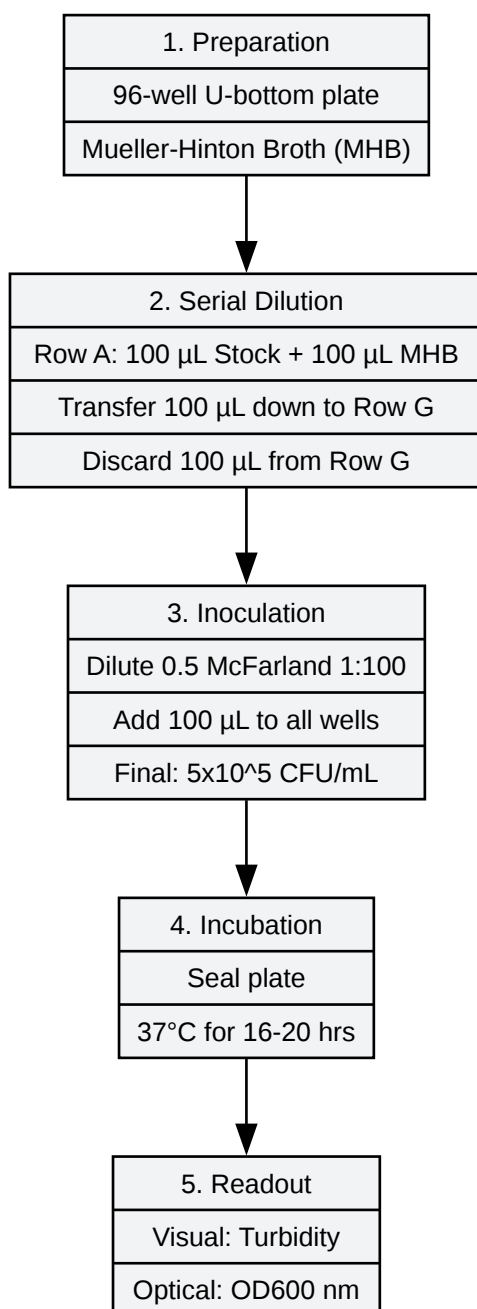 1. Preparation
96-well U-bottom plate
Mueller-Hinton Broth (MHB)
2. Serial Dilution
Row A: 100 µL Stock + 100 µL MHB
Transfer 100 µL down to Row G
Discard 100 µL from Row G
3. Inoculation
Dilute 0.5 McFarland 1:100
Add 100 µL to all wells
Final: 5x10^5 CFU/mL
4. Incubation
Seal plate
37°C for 16-20 hrs
5. Readout
Visual: Turbidity
Optical: OD600 nm